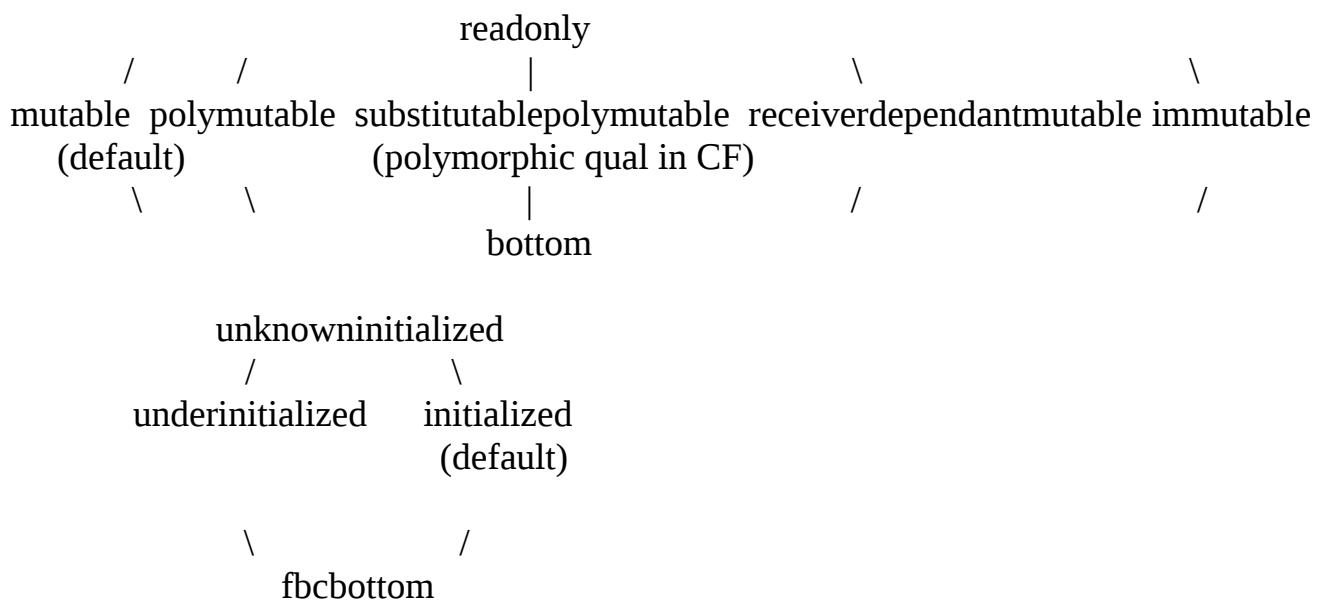 readonly
/ / | \ \
mutable polymutable substitutablepolymutable receiverdependantmutable immutable
(default) (polymorphic qual in CF)
\ \ | / /
bottom
unknowninitialized
/ \
underinitialized initialized
(default)
\ /
fbcbottom